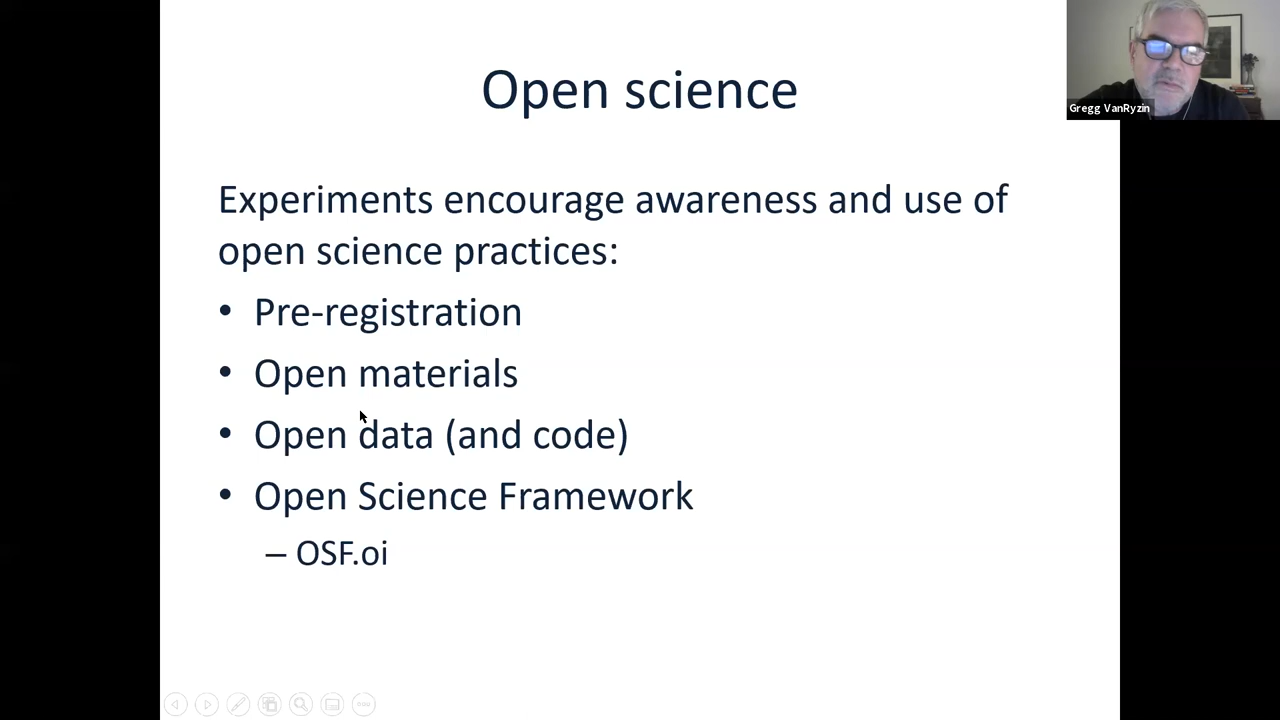 Open science
Gregg VanRyzin
Experiments encourage awareness and use of
open science practices:
• Pre-registration
• Open materials
• Open data (and code)
• Open Science Framework
– OSF.oi